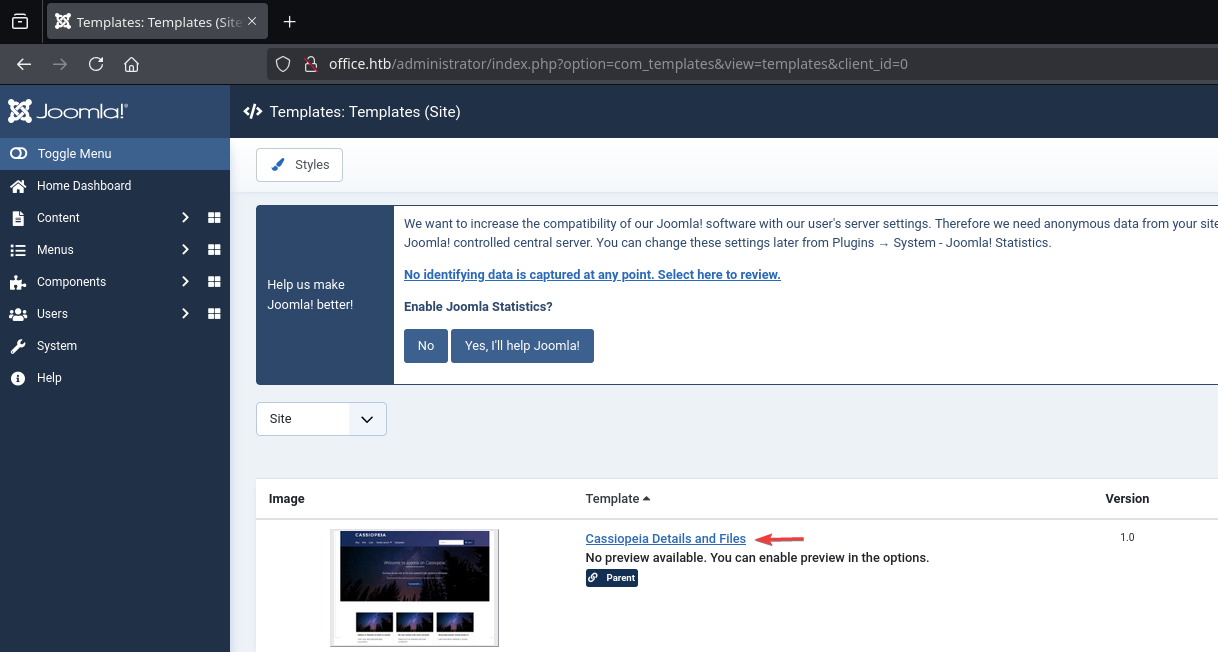 Templates: Templates (Site
office.htb/administrator/index.php?option=com_templates&view=templates&client_id=0
Joomla!®
Templates: Templates (Site)
Toggle Menu
Home Dashboard
Content
Menus
Components
Users
System
Help
Styles
Help us make
Joomla! better!
We want to increase the compatibility of our Joomla! software with our user's server settings. Therefore we need anonymous data from your site
Joomla! controlled central server. You can change these settings later from Plugins → System - Joomla! Statistics.
No identifying data is captured at any point. Select here to review.
Enable Joomla Statistics?
No
Yes, I'll help Joomla!
Site
Image
Template
Version
CASSIOPEIA
Welcome to Joomla on Cassiopeia.
Cassiopeia Details and Files
1.0
No preview available. You can enable preview in the options.
Parent